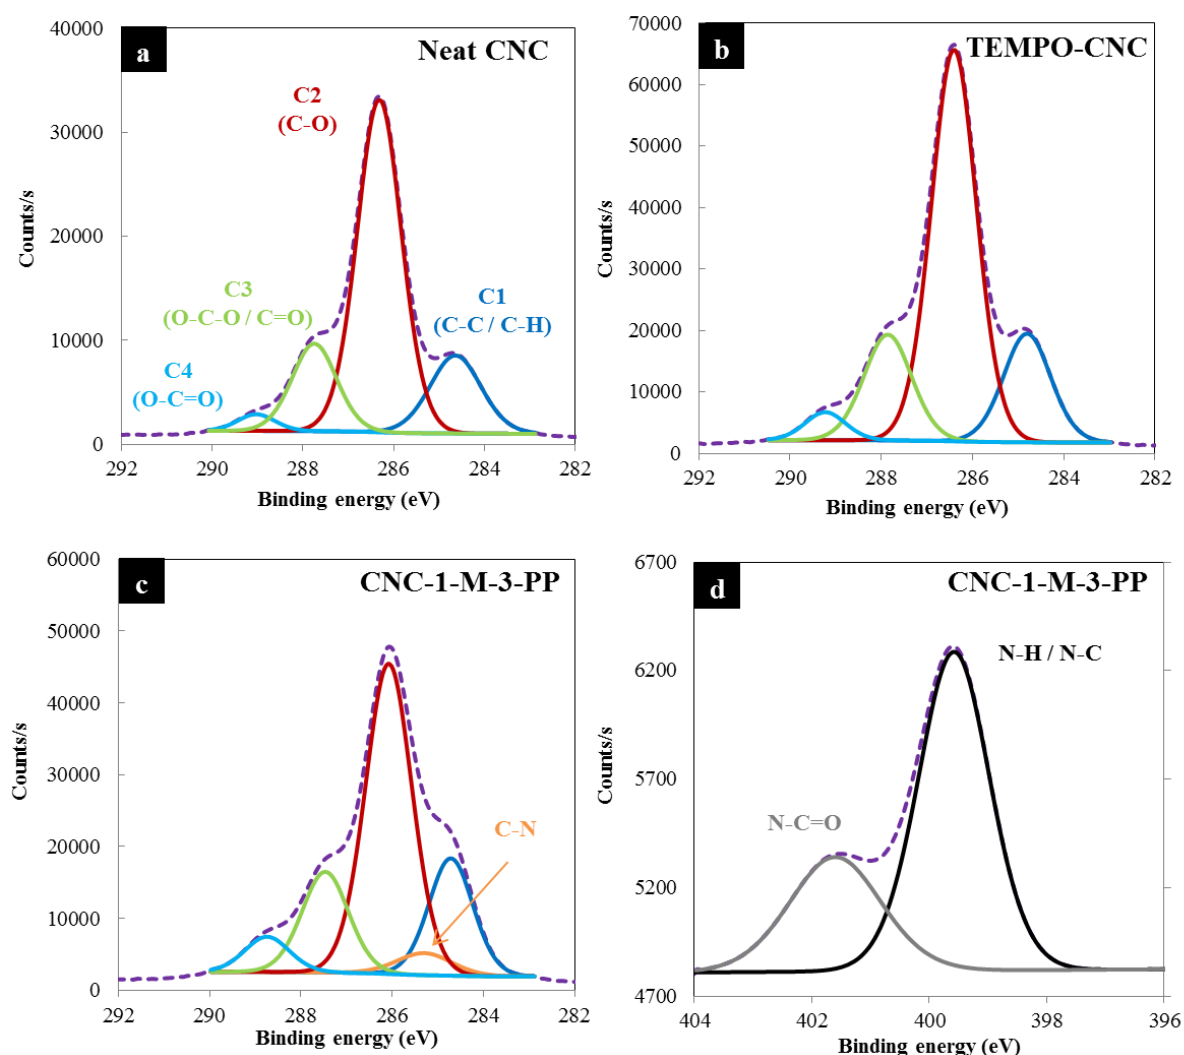 a
Neat CNC
40000
30000
20000
10000
0
Counts/s
C2
(C-O)
C3
(O-C-O / C=O)
C1
(C-C / C-H)
C4
(O-C=O)
292
290
288
286
284
282
Binding energy (eV)
b
TEMPO-CNC
70000
60000
50000
40000
30000
20000
10000
0
Counts/s
292
290
288
286
284
282
Binding energy (eV)
c
CNC-1-M-3-PP
60000
50000
40000
30000
20000
10000
0
Counts/s
C-N
292
290
288
286
284
282
Binding energy (eV)
d
CNC-1-M-3-PP
6700
6200
5700
5200
4700
Counts/s
N-H / N-C
N-C=O
404
402
400
398
396
Binding energy (eV)